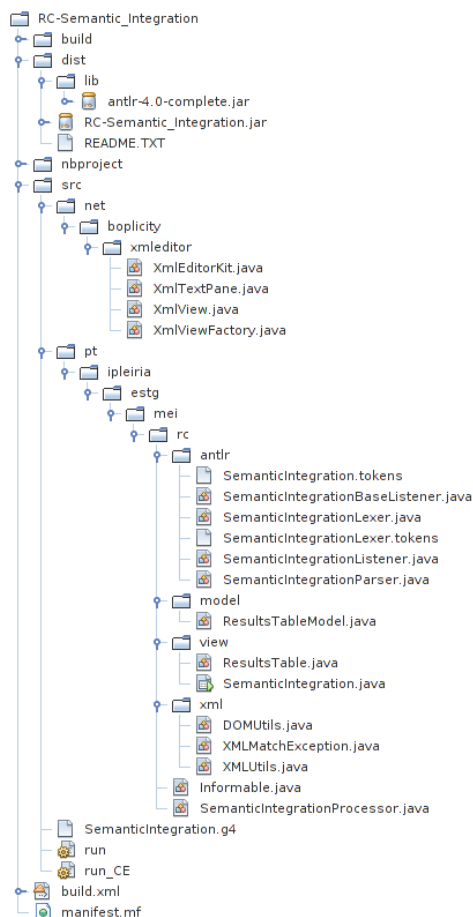 RC-Semantic_Integration
build
dist
lib
antlr-4.0-complete.jar
RC-Semantic_Integration.jar
README.TXT
nbproject
src
net
boplicity
xmleditor
XmlEditorKit.java
XmlTextPane.java
XmlView.java
XmlViewFactory.java
pt
ipleiria
estg
mei
rc
antlr
SemanticIntegration.tokens
SemanticIntegrationBaseListener.java
SemanticIntegrationLexer.java
SemanticIntegrationLexer.tokens
SemanticIntegrationListener.java
SemanticIntegrationParser.java
model
ResultsTableModel.java
view
ResultsTable.java
SemanticIntegration.java
xml
DOMUtils.java
XMLMatchException.java
XMLUtils.java
Informable.java
SemanticIntegrationProcessor.java
SemanticIntegration.g4
run
run_CE
build.xml
manifest.mf